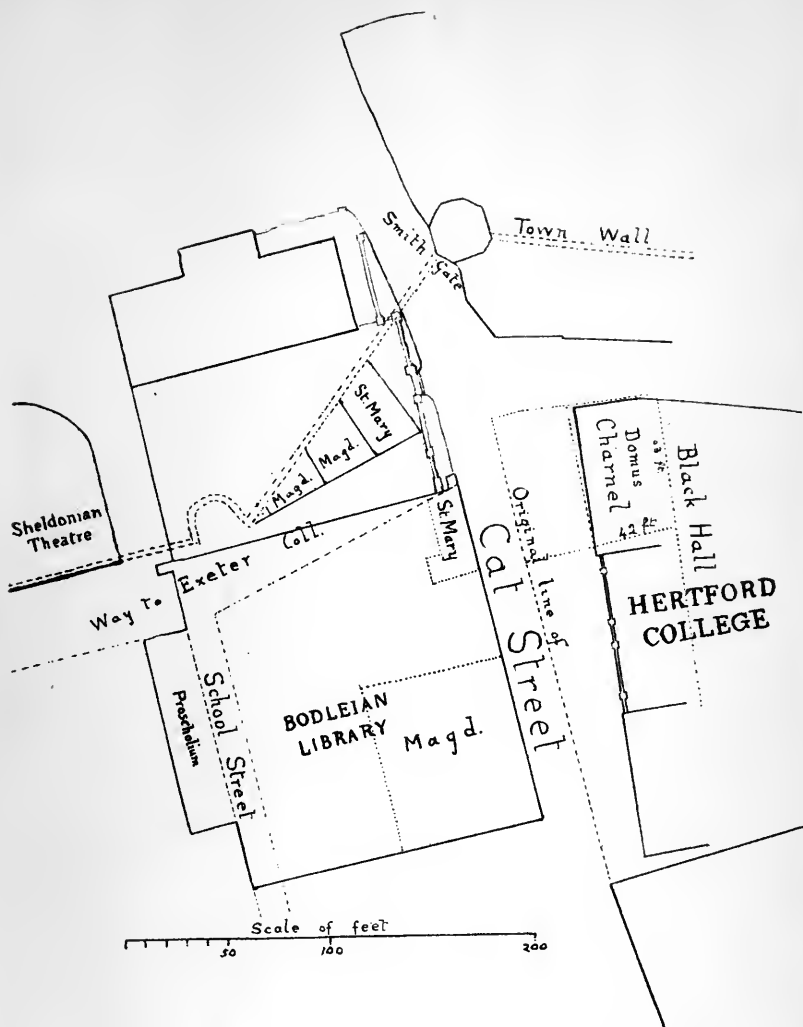 Smith Gate
Town Wall
St. Mary
Magd.
Magd
Sheldonian
Theatre
Way To Exeter Coll.
St. Mary
Cat Street
Original line of
Domus
Charnel
ft.
42 ft
Black Hall
HERTFORD
COLLEGE
School Street
Proscholium
BODLEIAN
LIBRARY
Magd.
Scale of feet
50
100
200